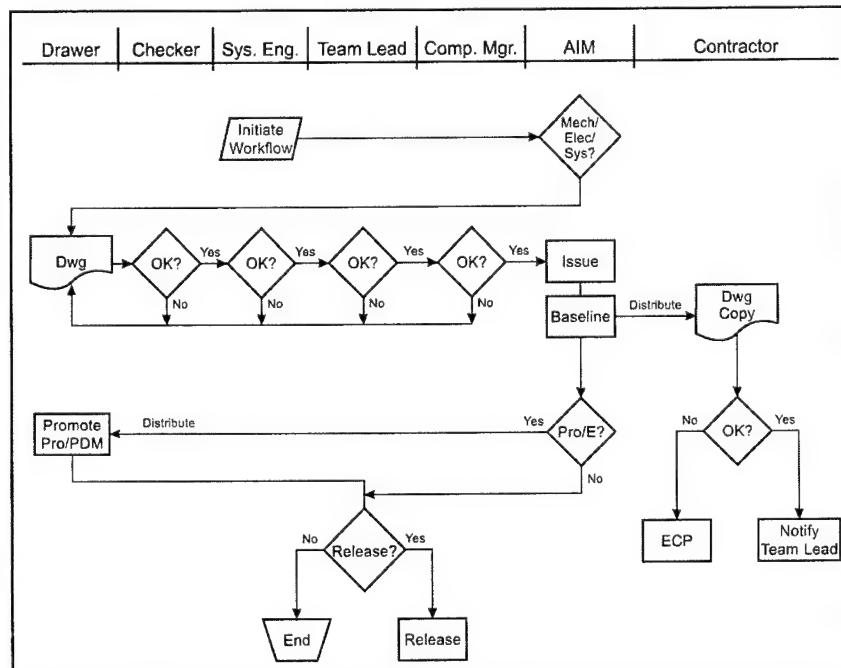 Drawer Checker Sys. Eng. Team Lead Comp. Mgr. AIM Contractor
Initiate
Workflow
Mech/
Elec/
Sys?
Dwg
OK?
Yes
OK?
Yes
OK?
Yes
OK?
Yes
Issue
No
No
No
No
Baseline
Distribute
Dwg
Copy
Promote
Pro/PDM
Distribute
Yes
Pro/E?
No
No
OK?
Yes
No
Release?
Yes
ECP
Notify
Team Lead
End
Release